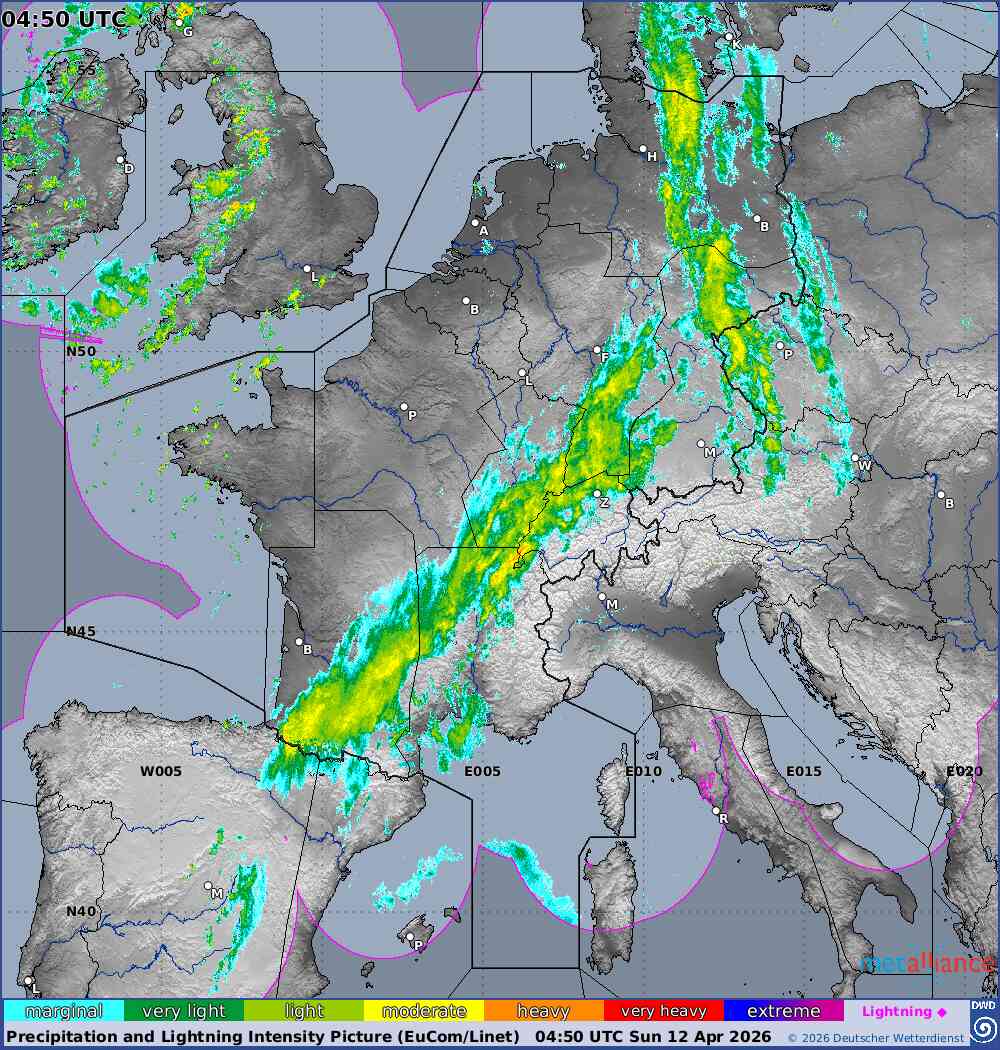 04:50 UTC
G
K
N55
D
H
A
B
L
B
N50
F
P
L
P
M
W
Z
B
M
N45
B
W005
E005
E010
E015
E020
R
M
N40
P
L
metalliance
marginal very light light moderate heavy very heavy extreme Lightning ◆ DWD
Precipitation and Lightning Intensity Picture (EuCom/Linet) 04:50 UTC Sun 12 Apr 2026 © 2026 Deutscher Wetterdienst